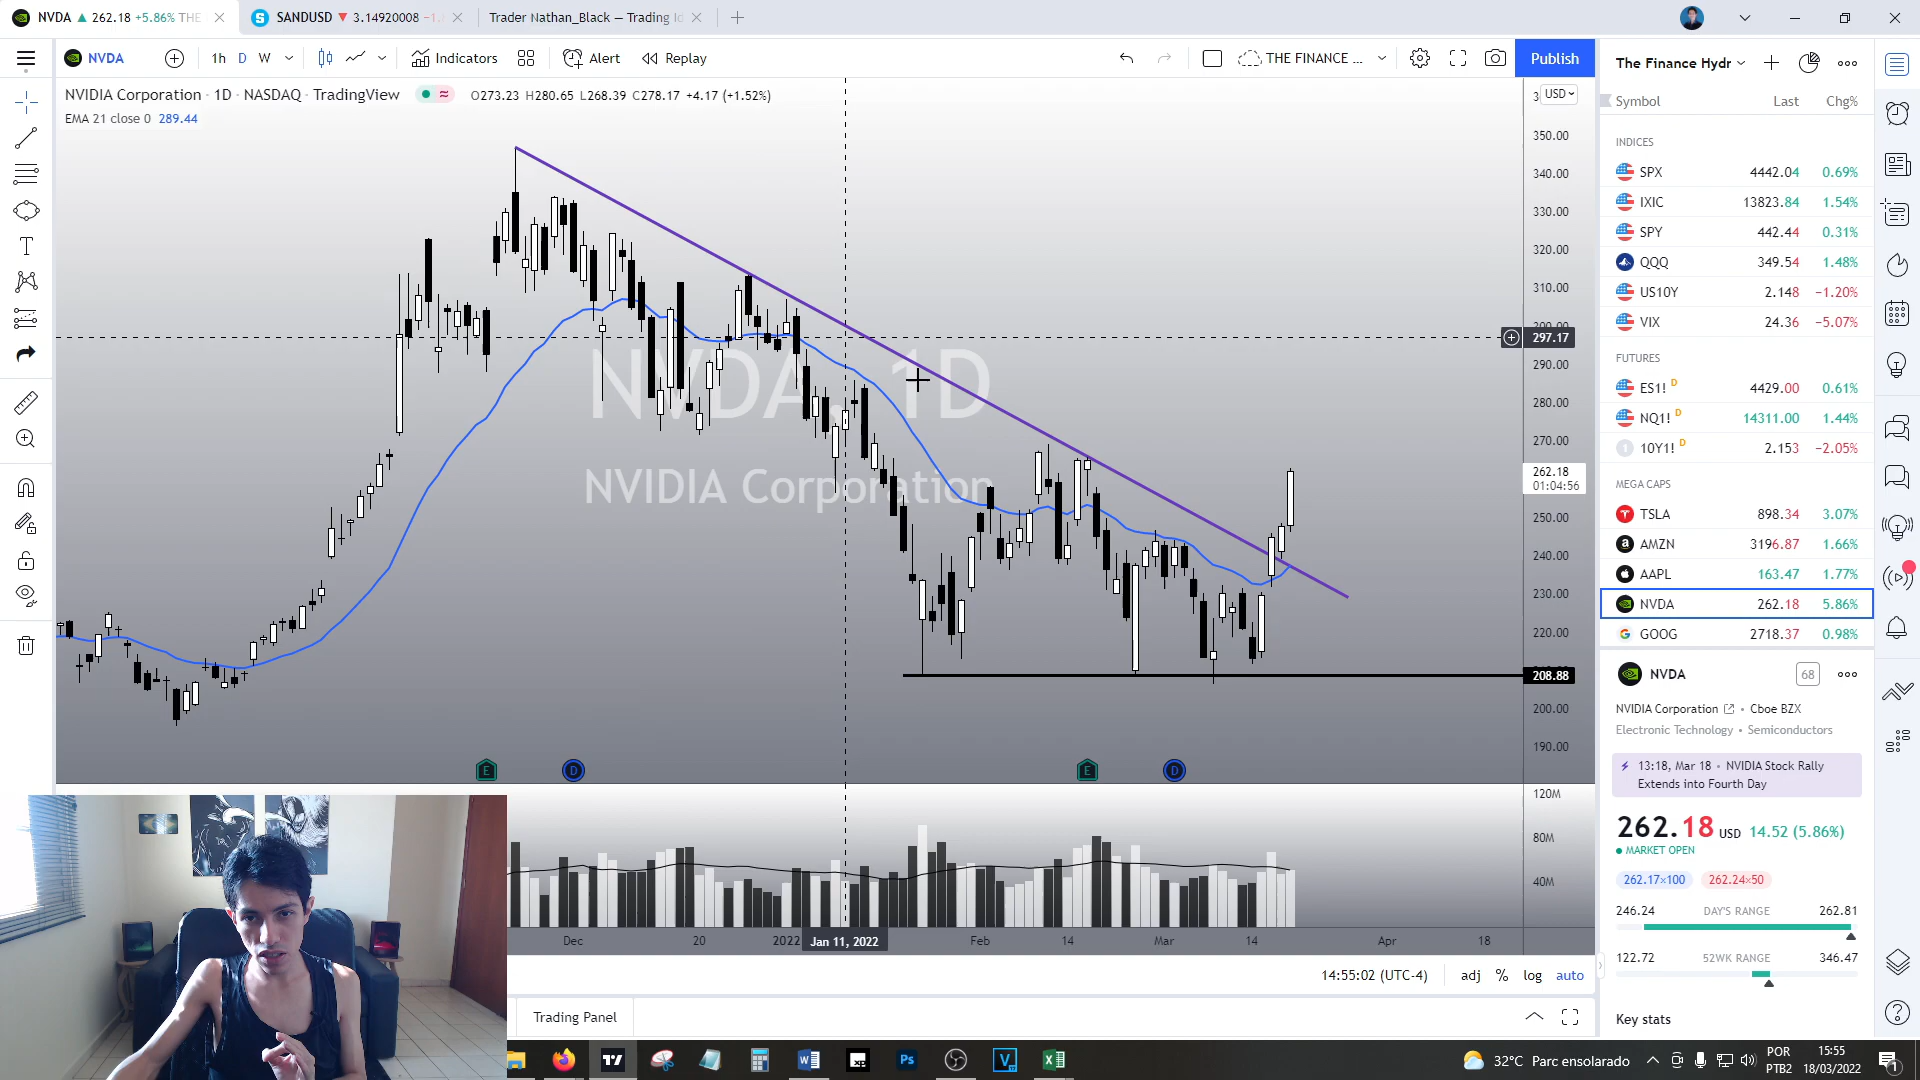 NVDA ▲ 262.18 +5.86% THE
SANDUSD ▼ 3.14920008 −1.
Trader Nathan_Black — Trading Id
NVDA
1h
D
W
Indicators
Alert
Replay
THE FINANCE ...
Publish
NVIDIA Corporation · 1D · NASDAQ · TradingView
O273.23 H280.65 L268.39 C278.17 +4.17 (+1.52%)
EMA 21 close 0 289.44
USD
350.00
340.00
330.00
320.00
310.00
297.17
290.00
280.00
270.00
262.18
01:04:56
250.00
240.00
230.00
220.00
208.88
200.00
190.00
NVDA, 1D
NVIDIA Corporation
E
D
E
D
120M
80M
40M
Dec
20
2022
Jan 11, 2022
Feb
14
Mar
14
Apr
18
14:55:02 (UTC-4)
adj
%
log
auto
Trading Panel
The Finance Hydr
Symbol Last Chg%
INDICES
SPX 4442.04 0.69%
IXIC 13823.84 1.54%
SPY 442.44 0.31%
QQQ 349.54 1.48%
US10Y 2.148 −1.20%
VIX 24.36 −5.07%
FUTURES
ES1! D 4429.00 0.61%
NQ1! D 14311.00 1.44%
10Y1! D 2.153 −2.05%
MEGA CAPS
TSLA 898.34 3.07%
AMZN 3196.87 1.66%
AAPL 163.47 1.77%
NVDA 262.18 5.86%
GOOG 2718.37 0.98%
NVDA 68
NVIDIA Corporation • Cboe BZX
Electronic Technology • Semiconductors
13:18, Mar 18 • NVIDIA Stock Rally
Extends into Fourth Day
262.18 USD 14.52 (5.86%)
MARKET OPEN
262.17×100 262.24×50
246.24 DAY'S RANGE 262.81
122.72 52WK RANGE 346.47
Key stats
Ps
32°C Parc ensolarado
POR
PTB2
15:55
18/03/2022
1